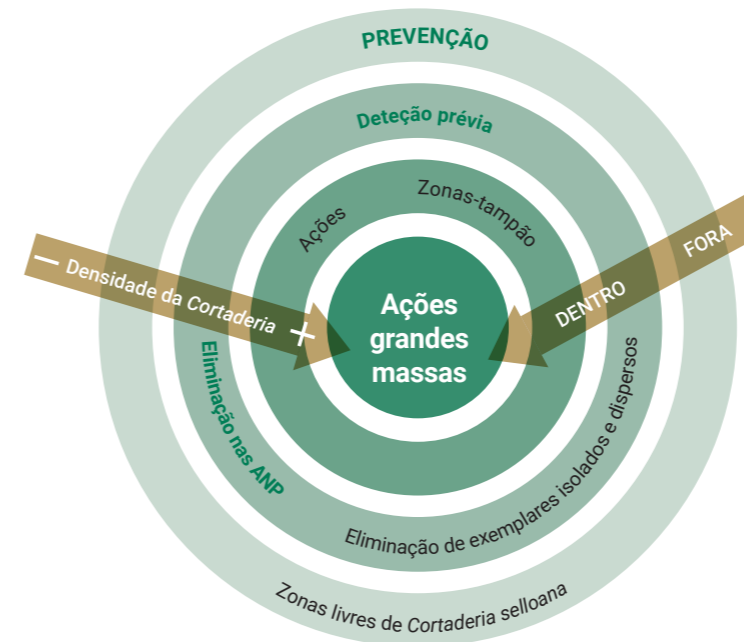 PREVENÇÃO
Deteção prévia
Ações
Zonas-tampão
FORA
DENTRO
— Densidade da Cortaderia +
Ações
grandes
massas
Eliminação nas ANP
Eliminação de exemplares isolados e dispersos
Zonas livres de Cortaderia selloana